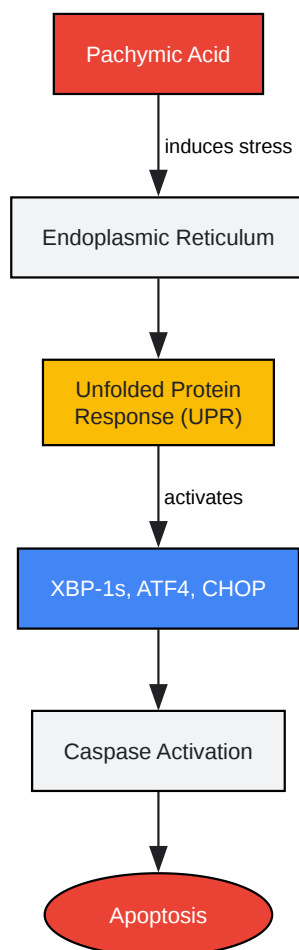 Pachymic Acid
induces stress
Endoplasmic Reticulum
Unfolded Protein
Response (UPR)
activates
XBP-1s, ATF4, CHOP
Caspase Activation
Apoptosis